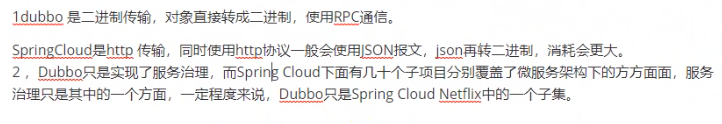 1dubbo 是二进制传输，对象直接转成二进制，使用RPC通信。
SpringCloud是http 传输，同时使用http协议一般会使用JSON报文，json再转二进制，消耗会更大。
2 ，Dubbo只是实现了服务治理，而Spring Cloud下面有几十个子项目分别覆盖了微服务架构下的方方面面，服务
治理只是其中的一个方面，一定程度来说，Dubbo只是Spring Cloud Netflix中的一个子集。